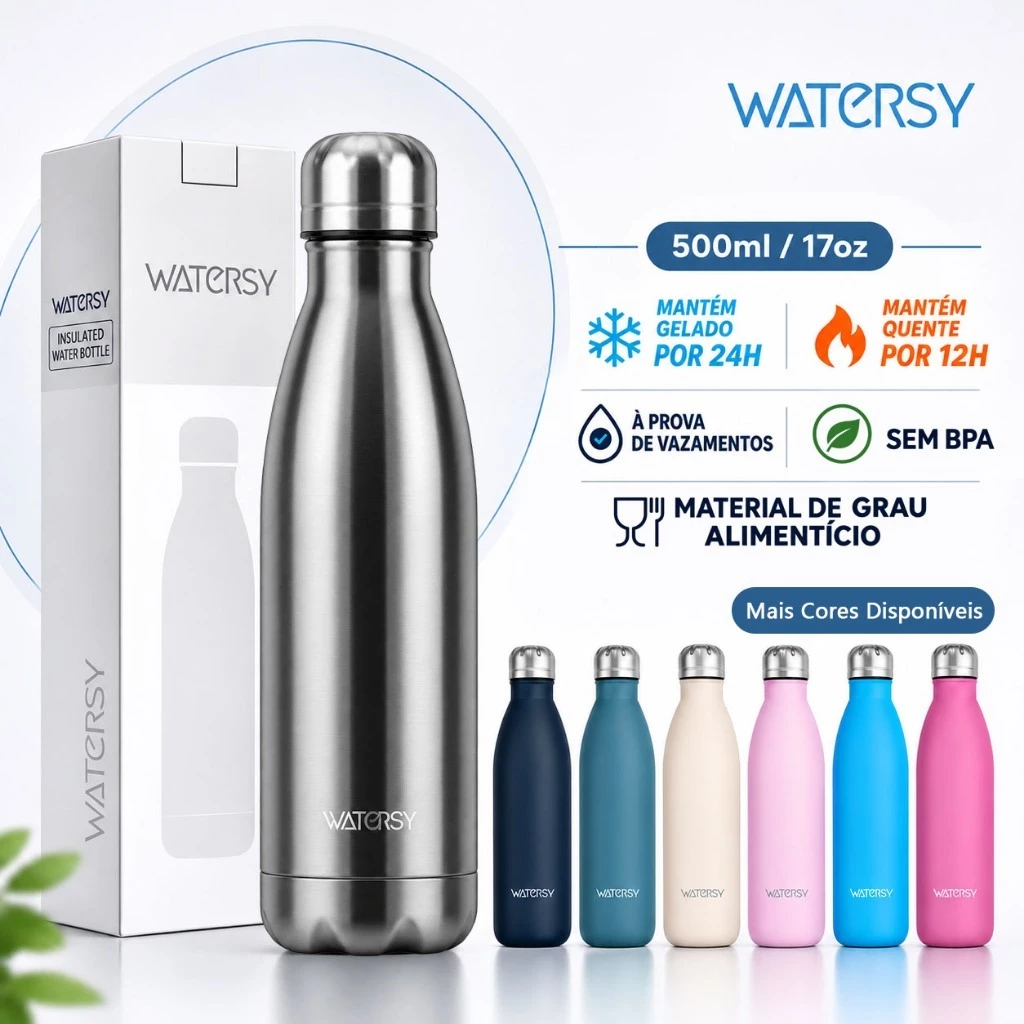 WATERSY
WATERSY
WATERSY
INSULATED
WATER BOTTLE
WATERSY
WATERSY
500ml / 17oz
MANTÉM
GELADO
POR 24H
MANTÉM
QUENTE
POR 12H
À PROVA
DE VAZAMENTOS
SEM BPA
MATERIAL DE GRAU
ALIMENTÍCIO
Mais Cores Disponíveis
WATERSY
WATERSY
WATERSY
WATERSY
WATERSY
WATERSY